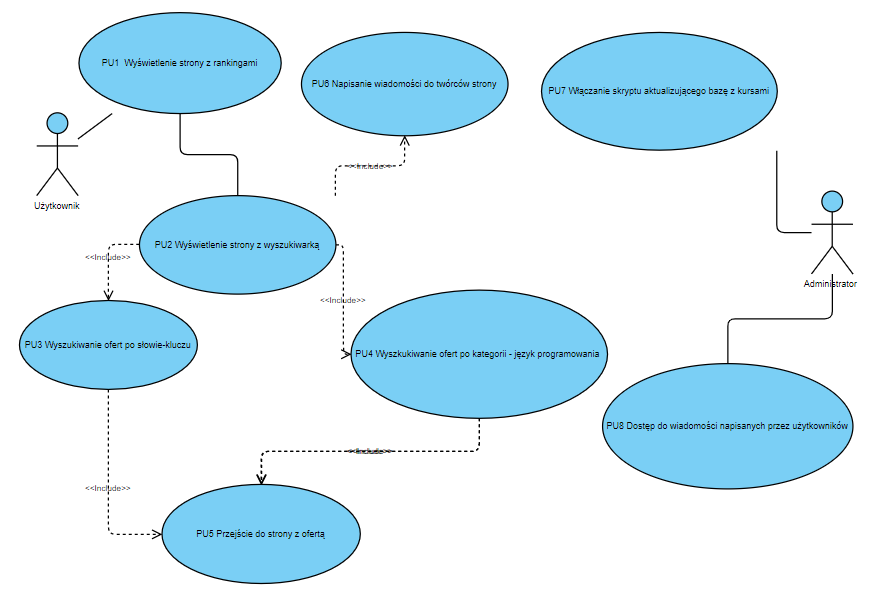 PU1 Wyświetlenie strony z rankingami
PU6 Napisanie wiadomości do twórców strony
PU7 Włączanie skryptu aktualizującego bazę z kursami
Użytkownik
<<Include>>
PU2 Wyświetlenie strony z wyszukiwarką
<<Include>>
Administrator
<<Include>>
PU3 Wyszukiwanie ofert po słowie-kluczu
PU4 Wyszkukiwanie ofert po kategorii - język programowania
PU8 Dostęp do wiadomości napisanych przez użytkowników
<<Include>>
<<Include>>
PU5 Przejście do strony z ofertą